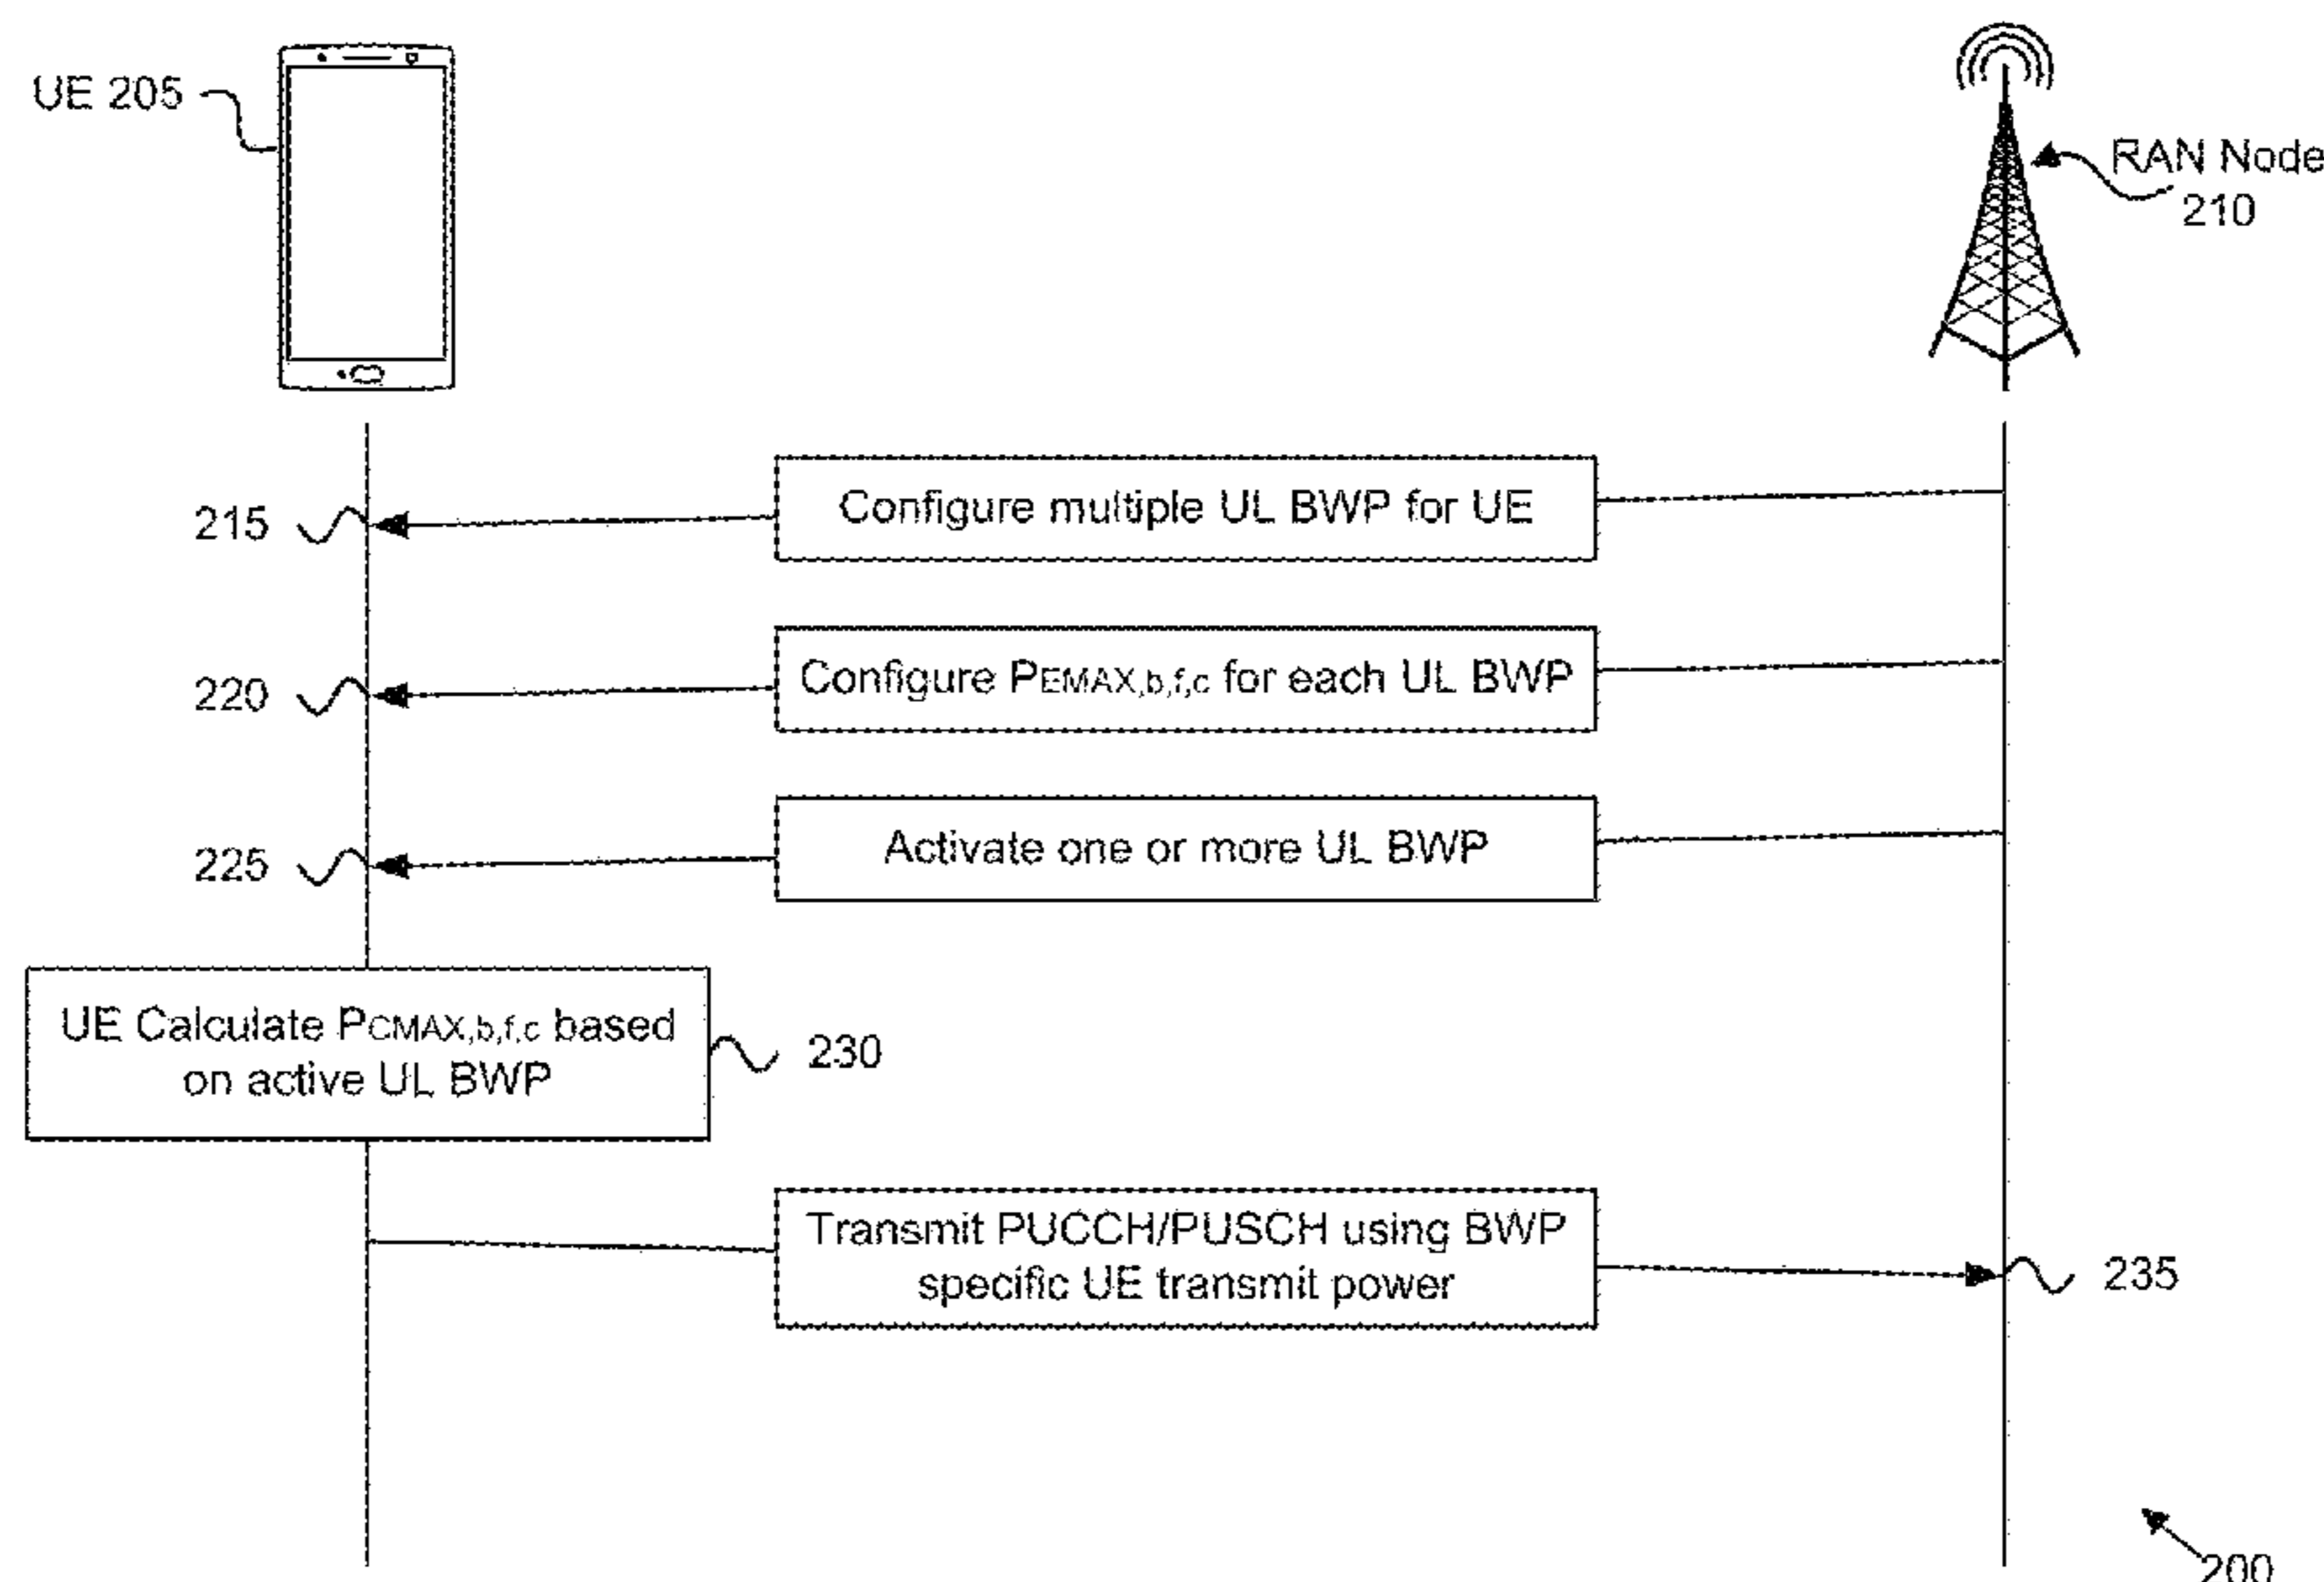 UE 205
RAN Node
210
Configure multiple UL BWP for UE
215
Configure PEMAX,b,f,c for each UL BWP
220
Activate one or more UL BWP
225
UE Calculate PCMAX,b,f,c based
on active UL BWP
230
Transmit PUCCH/PUSCH using BWP
specific UE transmit power
235
200